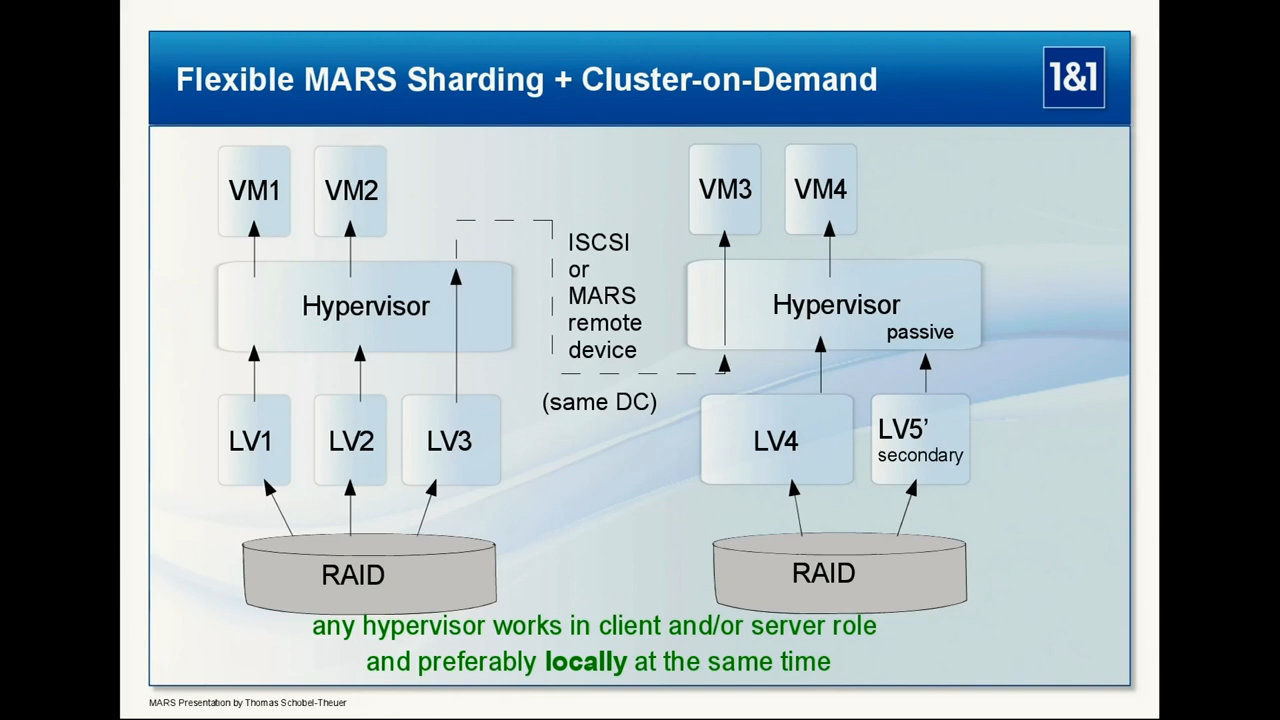 Flexible MARS Sharding + Cluster-on-Demand
1&1
VM1
VM2
VM3
VM4
ISCSI
or
MARS
remote
device
(same DC)
Hypervisor
Hypervisor
passive
LV1
LV2
LV3
LV4
LV5’
secondary
RAID
RAID
any hypervisor works in client and/or server role
and preferably locally at the same time
MARS Presentation by Thomas Schöbel-Theuer